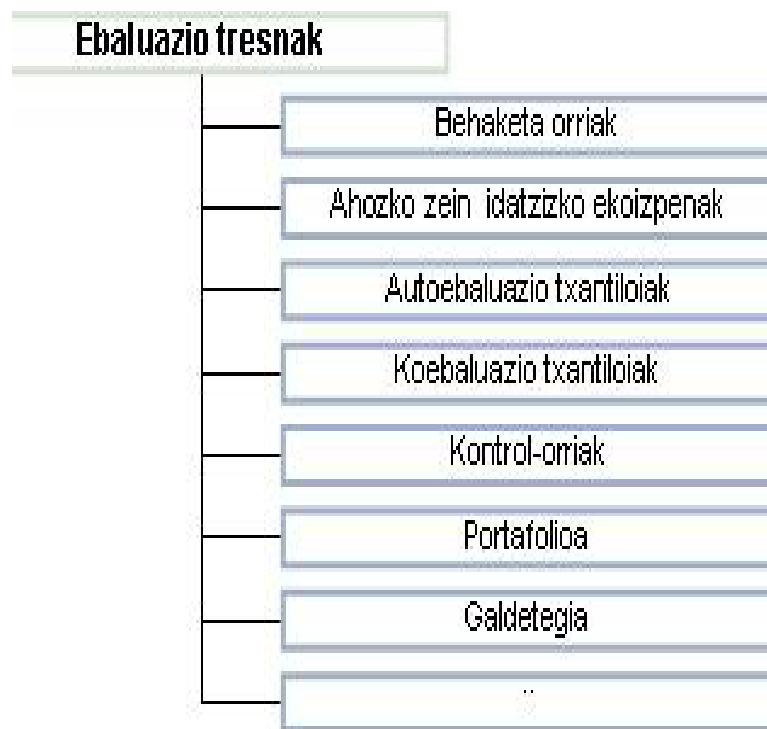 Ebaluazio tresnak
Behaketa orriak
Ahozko zein idatzizko ekoizpenak
Autoebaluazio txantiloiak
Koebaluazio txantiloiak
Kontrol-orriak
Portafolioa
Galdetegia
..